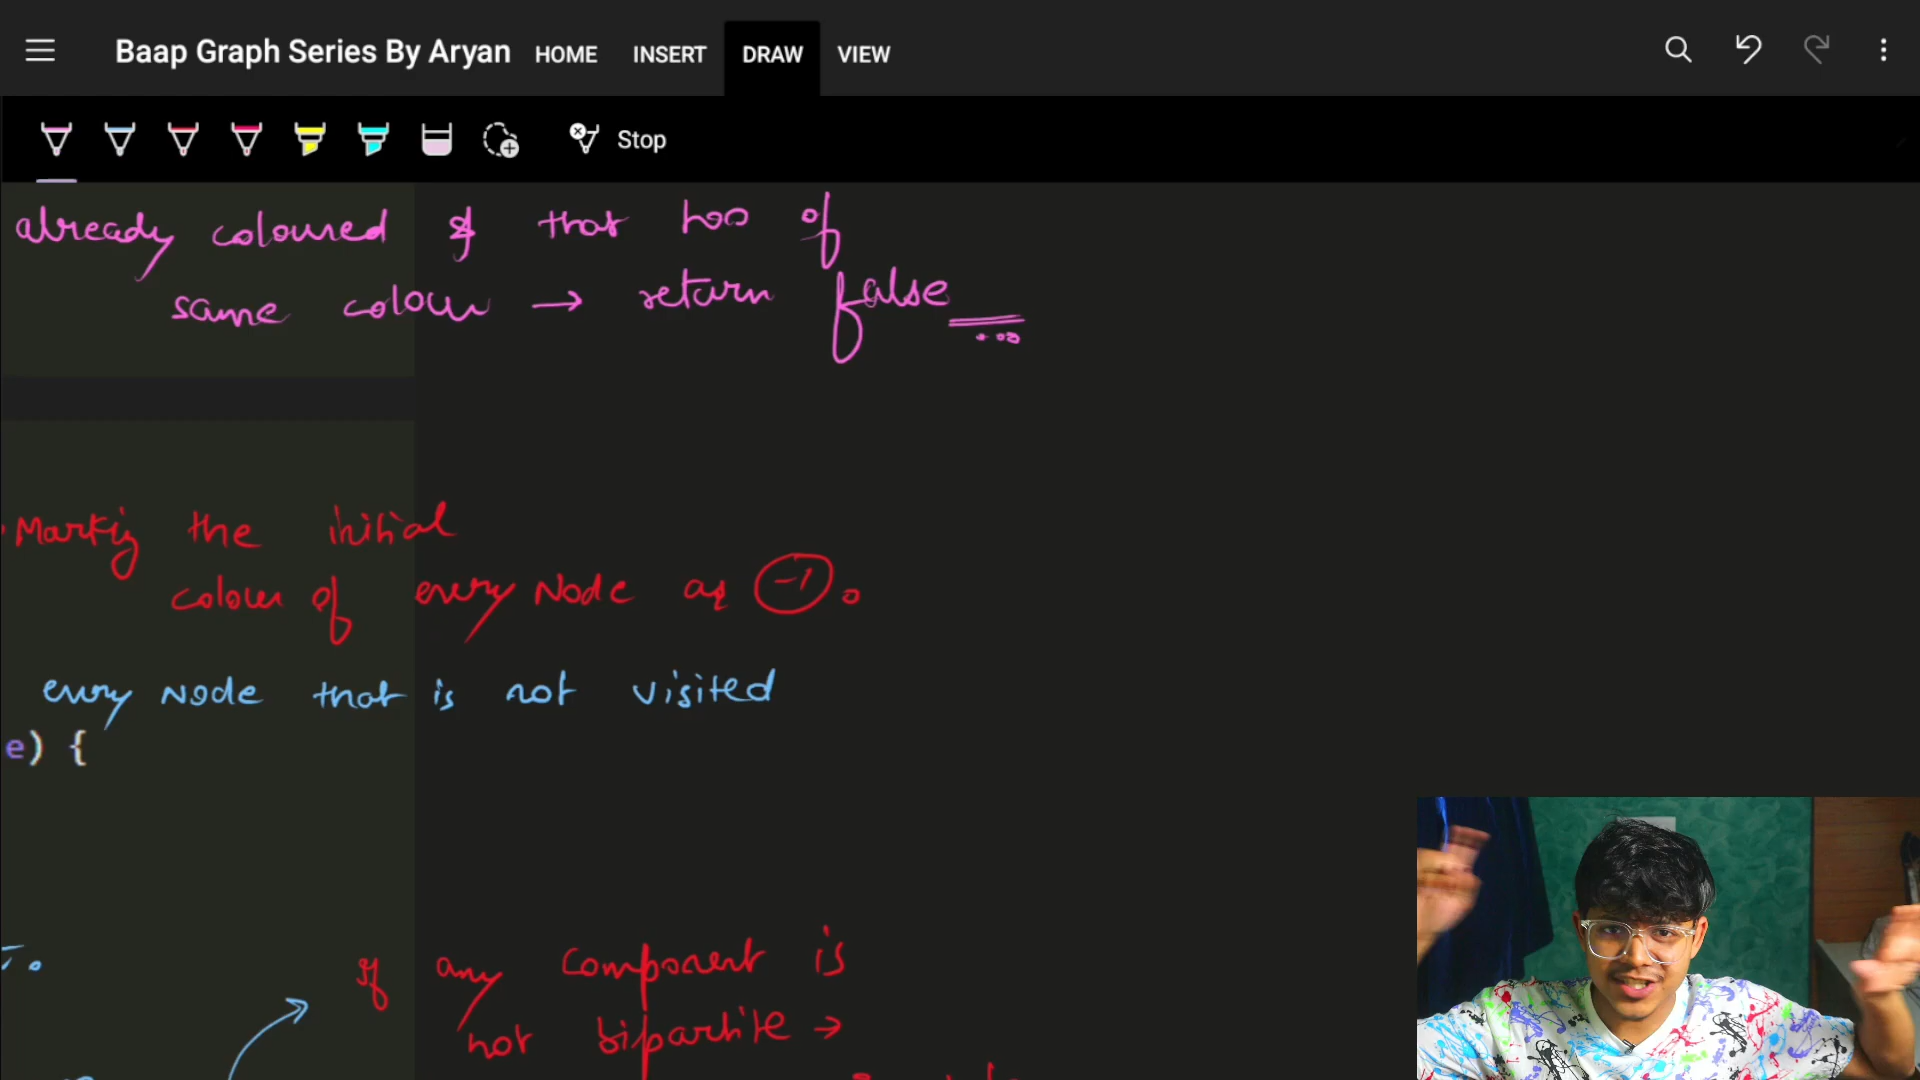 Baap Graph Series By Aryan HOME INSERT DRAW VIEW
Stop
already coloured & that has of
same colour → return false
Markig the initial
colour of every Node as -1.
every Node that is not visited
e) {
If any component is
not bipartite →